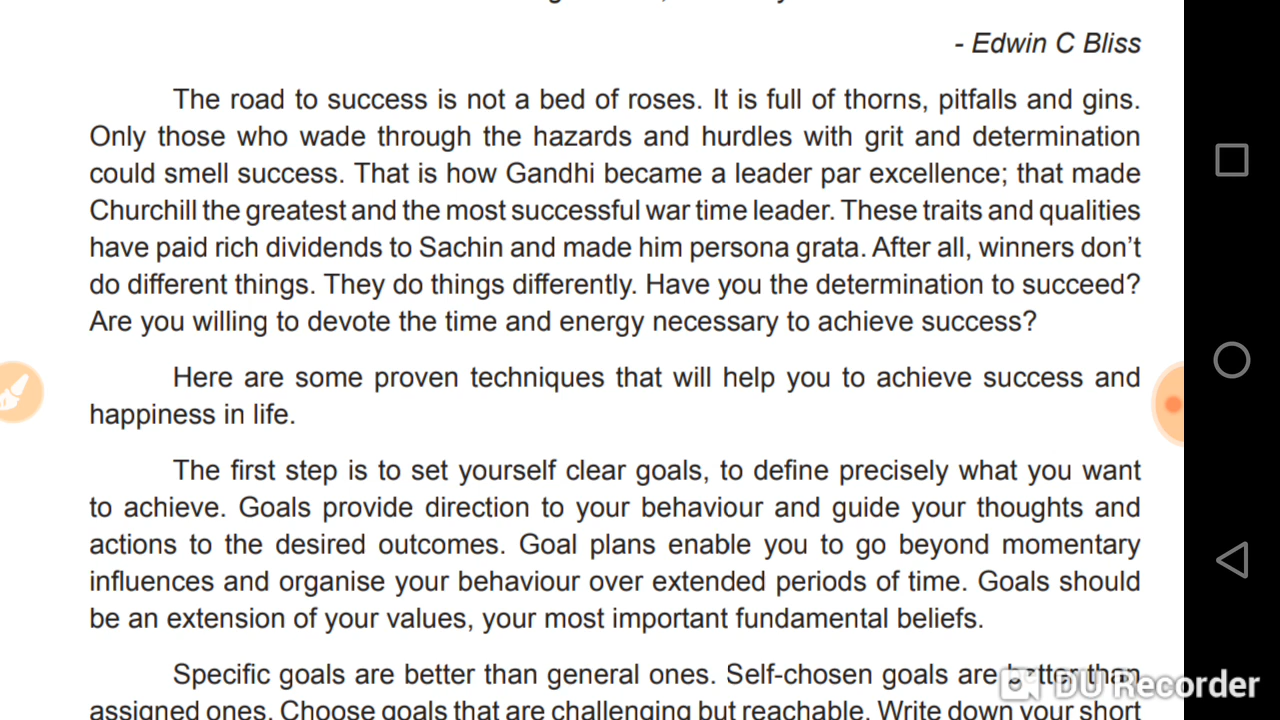 - Edwin C Bliss
The road to success is not a bed of roses. It is full of thorns, pitfalls and gins.
Only those who wade through the hazards and hurdles with grit and determination
could smell success. That is how Gandhi became a leader par excellence; that made
Churchill the greatest and the most successful war time leader. These traits and qualities
have paid rich dividends to Sachin and made him persona grata. After all, winners don’t
do different things. They do things differently. Have you the determination to succeed?
Are you willing to devote the time and energy necessary to achieve success?
Here are some proven techniques that will help you to achieve success and
happiness in life.
The first step is to set yourself clear goals, to define precisely what you want
to achieve. Goals provide direction to your behaviour and guide your thoughts and
actions to the desired outcomes. Goal plans enable you to go beyond momentary
influences and organise your behaviour over extended periods of time. Goals should
be an extension of your values, your most important fundamental beliefs.
Specific goals are better than general ones. Self-chosen goals are better than
assigned ones. Choose goals that are challenging but reachable. Write down your short
DU Recorder